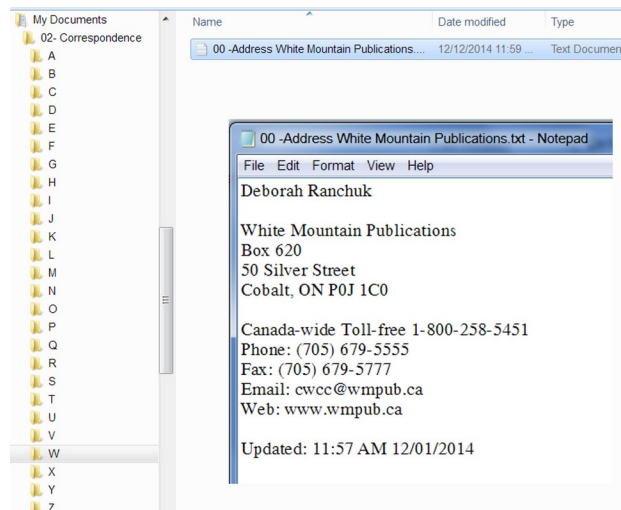 My Documents
02- Correspondence
A
B
C
D
E
F
G
H
I
J
K
L
M
N
O
P
Q
R
S
T
U
V
W
X
Y
Z
Name Date modified Type
00 -Address White Mountain Publications.... 12/12/2014 11:59 ... Text Documen
00 -Address White Mountain Publications.txt - Notepad
File Edit Format View Help
Deborah Ranchuk
White Mountain Publications
Box 620
50 Silver Street
Cobalt, ON P0J 1C0
Canada-wide Toll-free 1-800-258-5451
Phone: (705) 679-5555
Fax: (705) 679-5777
Email: cwcc@wmpub.ca
Web: www.wmpub.ca
Updated: 11:57 AM 12/01/2014